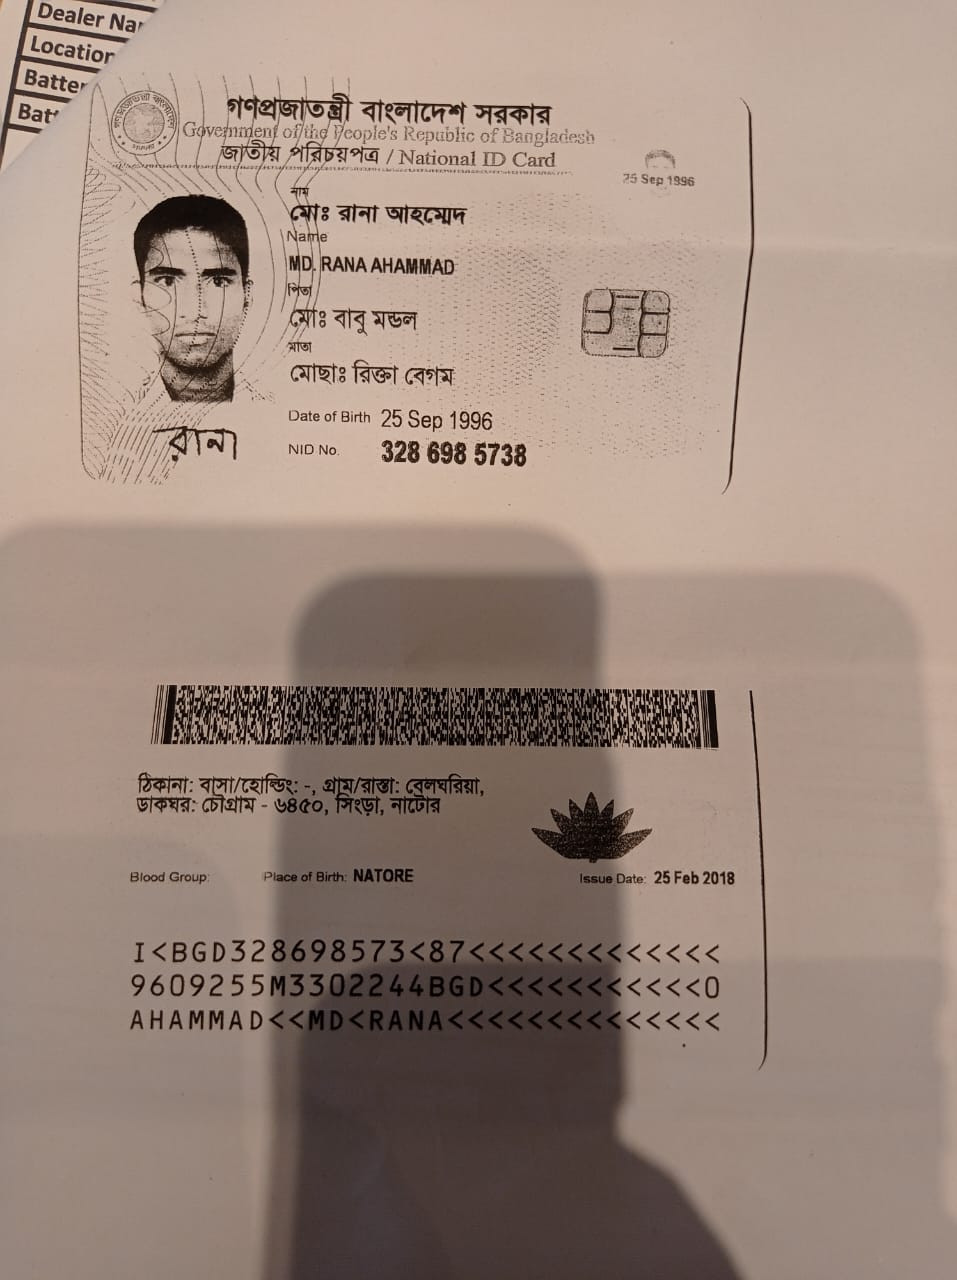 Dealer Na
Location
Batte
Bat
গণপ্রজাতন্ত্রী বাংলাদেশ সরকার
Government of the People's Republic of Bangladesh
জাতীয় পরিচয়পত্র / National ID Card
25 Sep 1996
নাম
মোঃ রানা আহম্মেদ
Name
MD. RANA AHAMMAD
পিতা
মোঃ বাবু মন্ডল
মাতা
মোছাঃ রিক্তা বেগম
Date of Birth 25 Sep 1996
রানা
NID No. 328 698 5738
ঠিকানা: বাসা/হোল্ডিং: -, গ্রাম/রাস্তা: বেলঘরিয়া,
ডাকঘর: চৌগ্রাম - ৬৪৫০, সিংড়া, নাটোর
Blood Group: Place of Birth: NATORE Issue Date: 25 Feb 2018
I<BGD328698573<87<<<<<<<<<<<<<
9609255M3302244BGD<<<<<<<<<<<0
AHAMMAD<<MD<RANA<<<<<<<<<<<<<<